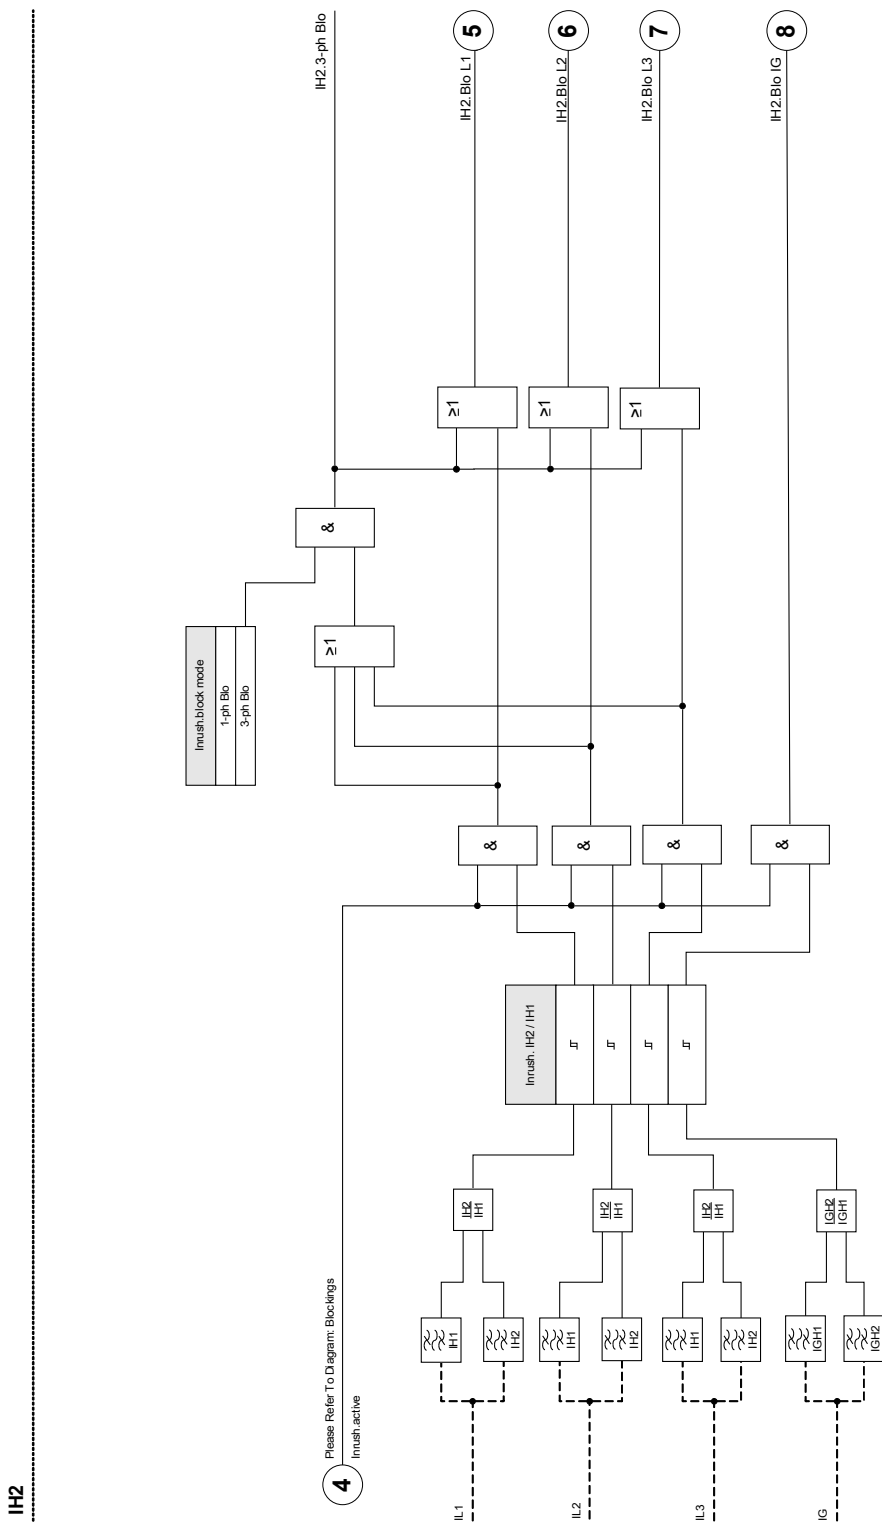 IH2
Please Refer To Diagram: Blockings
4
Inrush.active
IL1
IH1
IH2
IH2
IH1
IL2
IH1
IH2
IH2
IH1
IL3
IH1
IH2
IH2
IH1
IG
IGH1
IGH2
IGH2
IGH1
Inrush. IH2 / IH1
&
&
&
&
Inrush.block mode
1-ph Blo
3-ph Blo
≥1
&
≥1
≥1
≥1
IH2.3-ph Blo
IH2.Blo L1
5
IH2.Blo L2
6
IH2.Blo L3
7
IH2.Blo IG
8